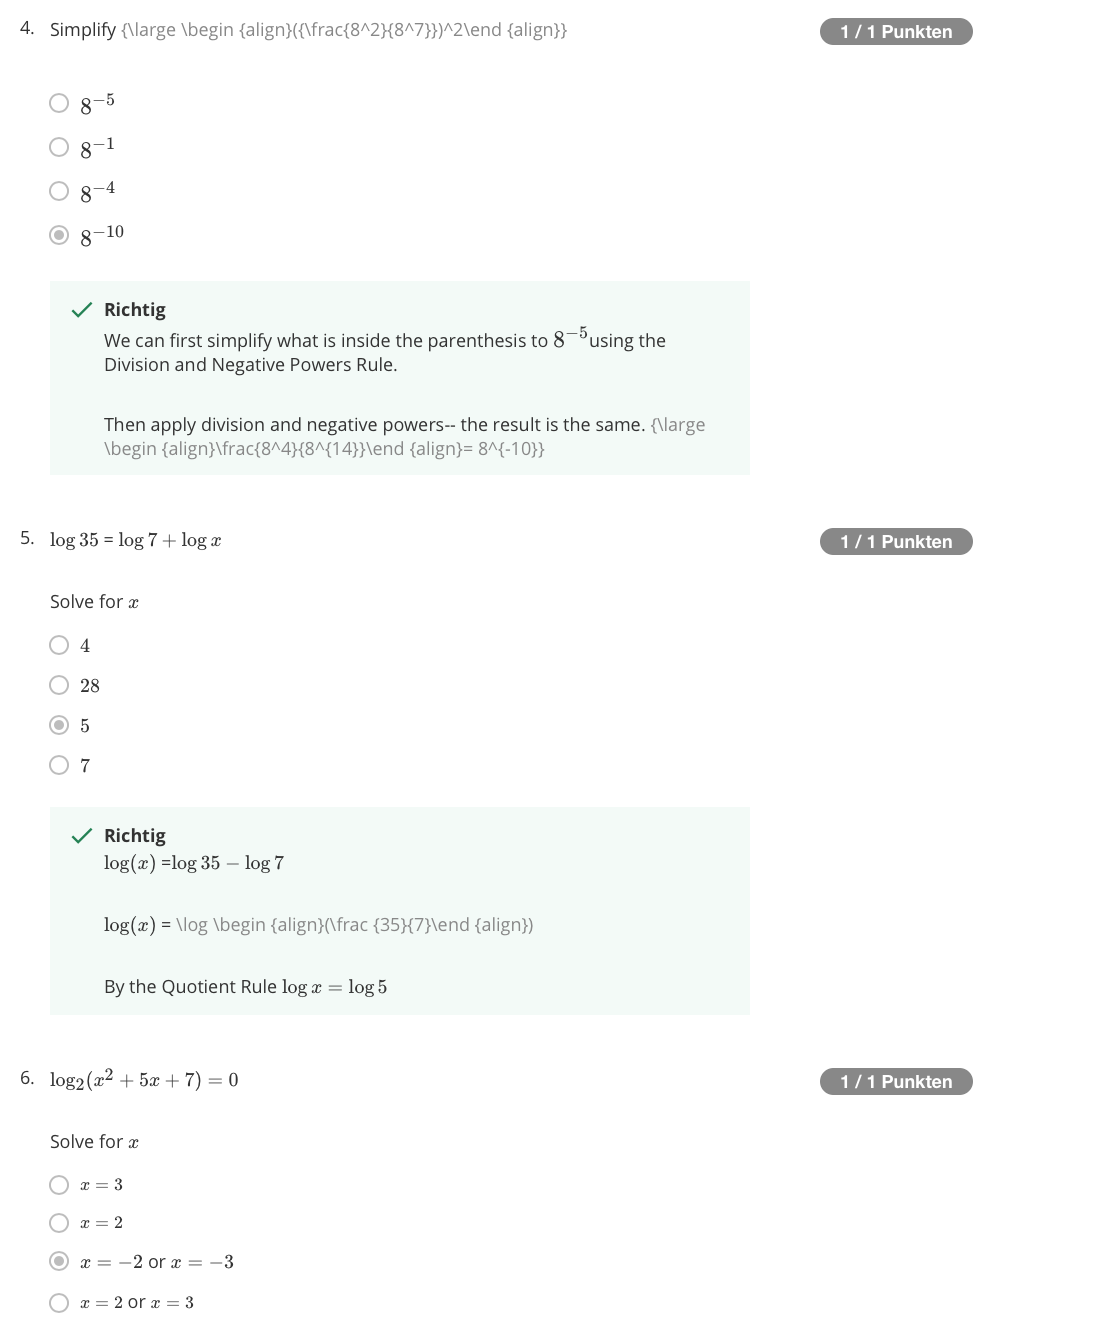 4. Simplify {\large \begin {align}({\frac{8^2}{8^7}})^2\end {align}}
1 / 1 Punkten
8⁻⁵
8⁻¹
8⁻⁴
8⁻¹⁰
Richtig
We can first simplify what is inside the parenthesis to 8⁻⁵using the
Division and Negative Powers Rule.
Then apply division and negative powers-- the result is the same. {\large
\begin {align}\frac{8^4}{8^{14}}\end {align}= 8^{-10}}
5. log 35 = log 7 + log x
1 / 1 Punkten
Solve for x
4
28
5
7
Richtig
log(x) =log 35 − log 7
log(x) = \log \begin {align}(\frac {35}{7}\end {align})
By the Quotient Rule log x = log 5
6. log₂(x² + 5x + 7) = 0
1 / 1 Punkten
Solve for x
x = 3
x = 2
x = −2 or x = −3
x = 2 or x = 3